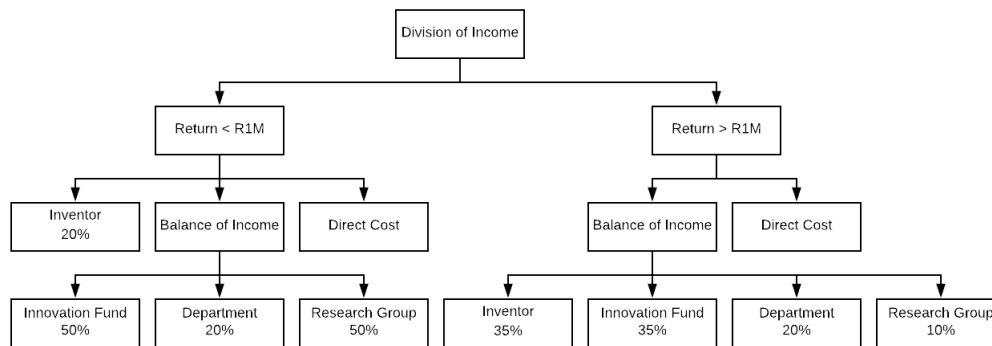 Division of Income
Return < R1M
Return > R1M
Inventor
20%
Balance of Income
Direct Cost
Balance of Income
Direct Cost
Innovation Fund
50%
Department
20%
Research Group
50%
Inventor
35%
Innovation Fund
35%
Department
20%
Research Group
10%